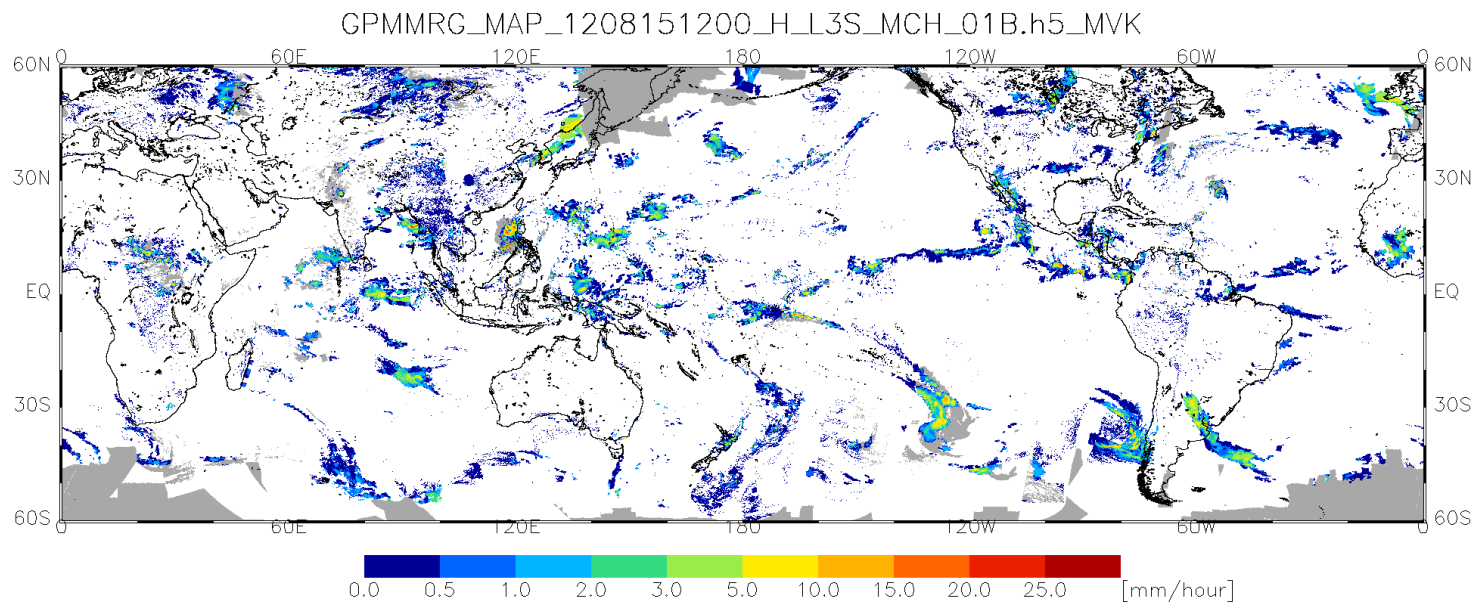 GPMMRG_MAP_1208151200_H_L3S_MCH_01B.h5_MVK
0 60E 120E 180 120W 60W 0
60N 60N
30N 30N
EQ EQ
30S 30S
60S 60S
0 60E 120E 180 120W 60W 0
0.0 0.5 1.0 2.0 3.0 5.0 10.0 15.0 20.0 25.0 [mm/hour]